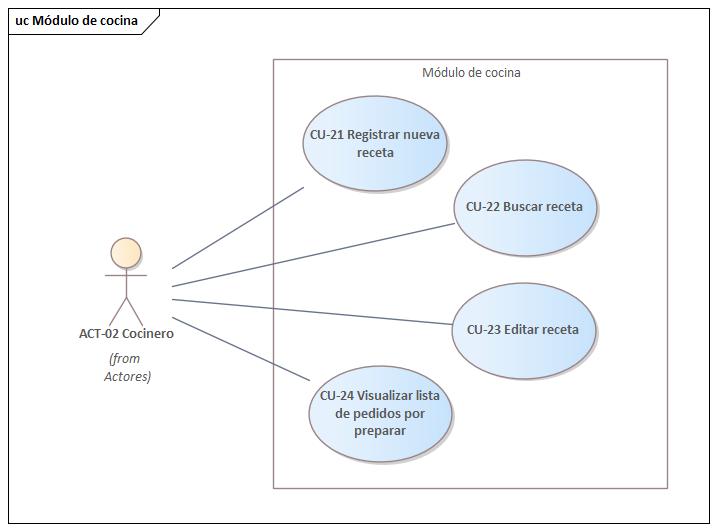 uc Módulo de cocina
Módulo de cocina
CU-21 Registrar nueva
receta
CU-22 Buscar receta
ACT-02 Cocinero
(from
Actores)
CU-23 Editar receta
CU-24 Visualizar lista
de pedidos por
preparar